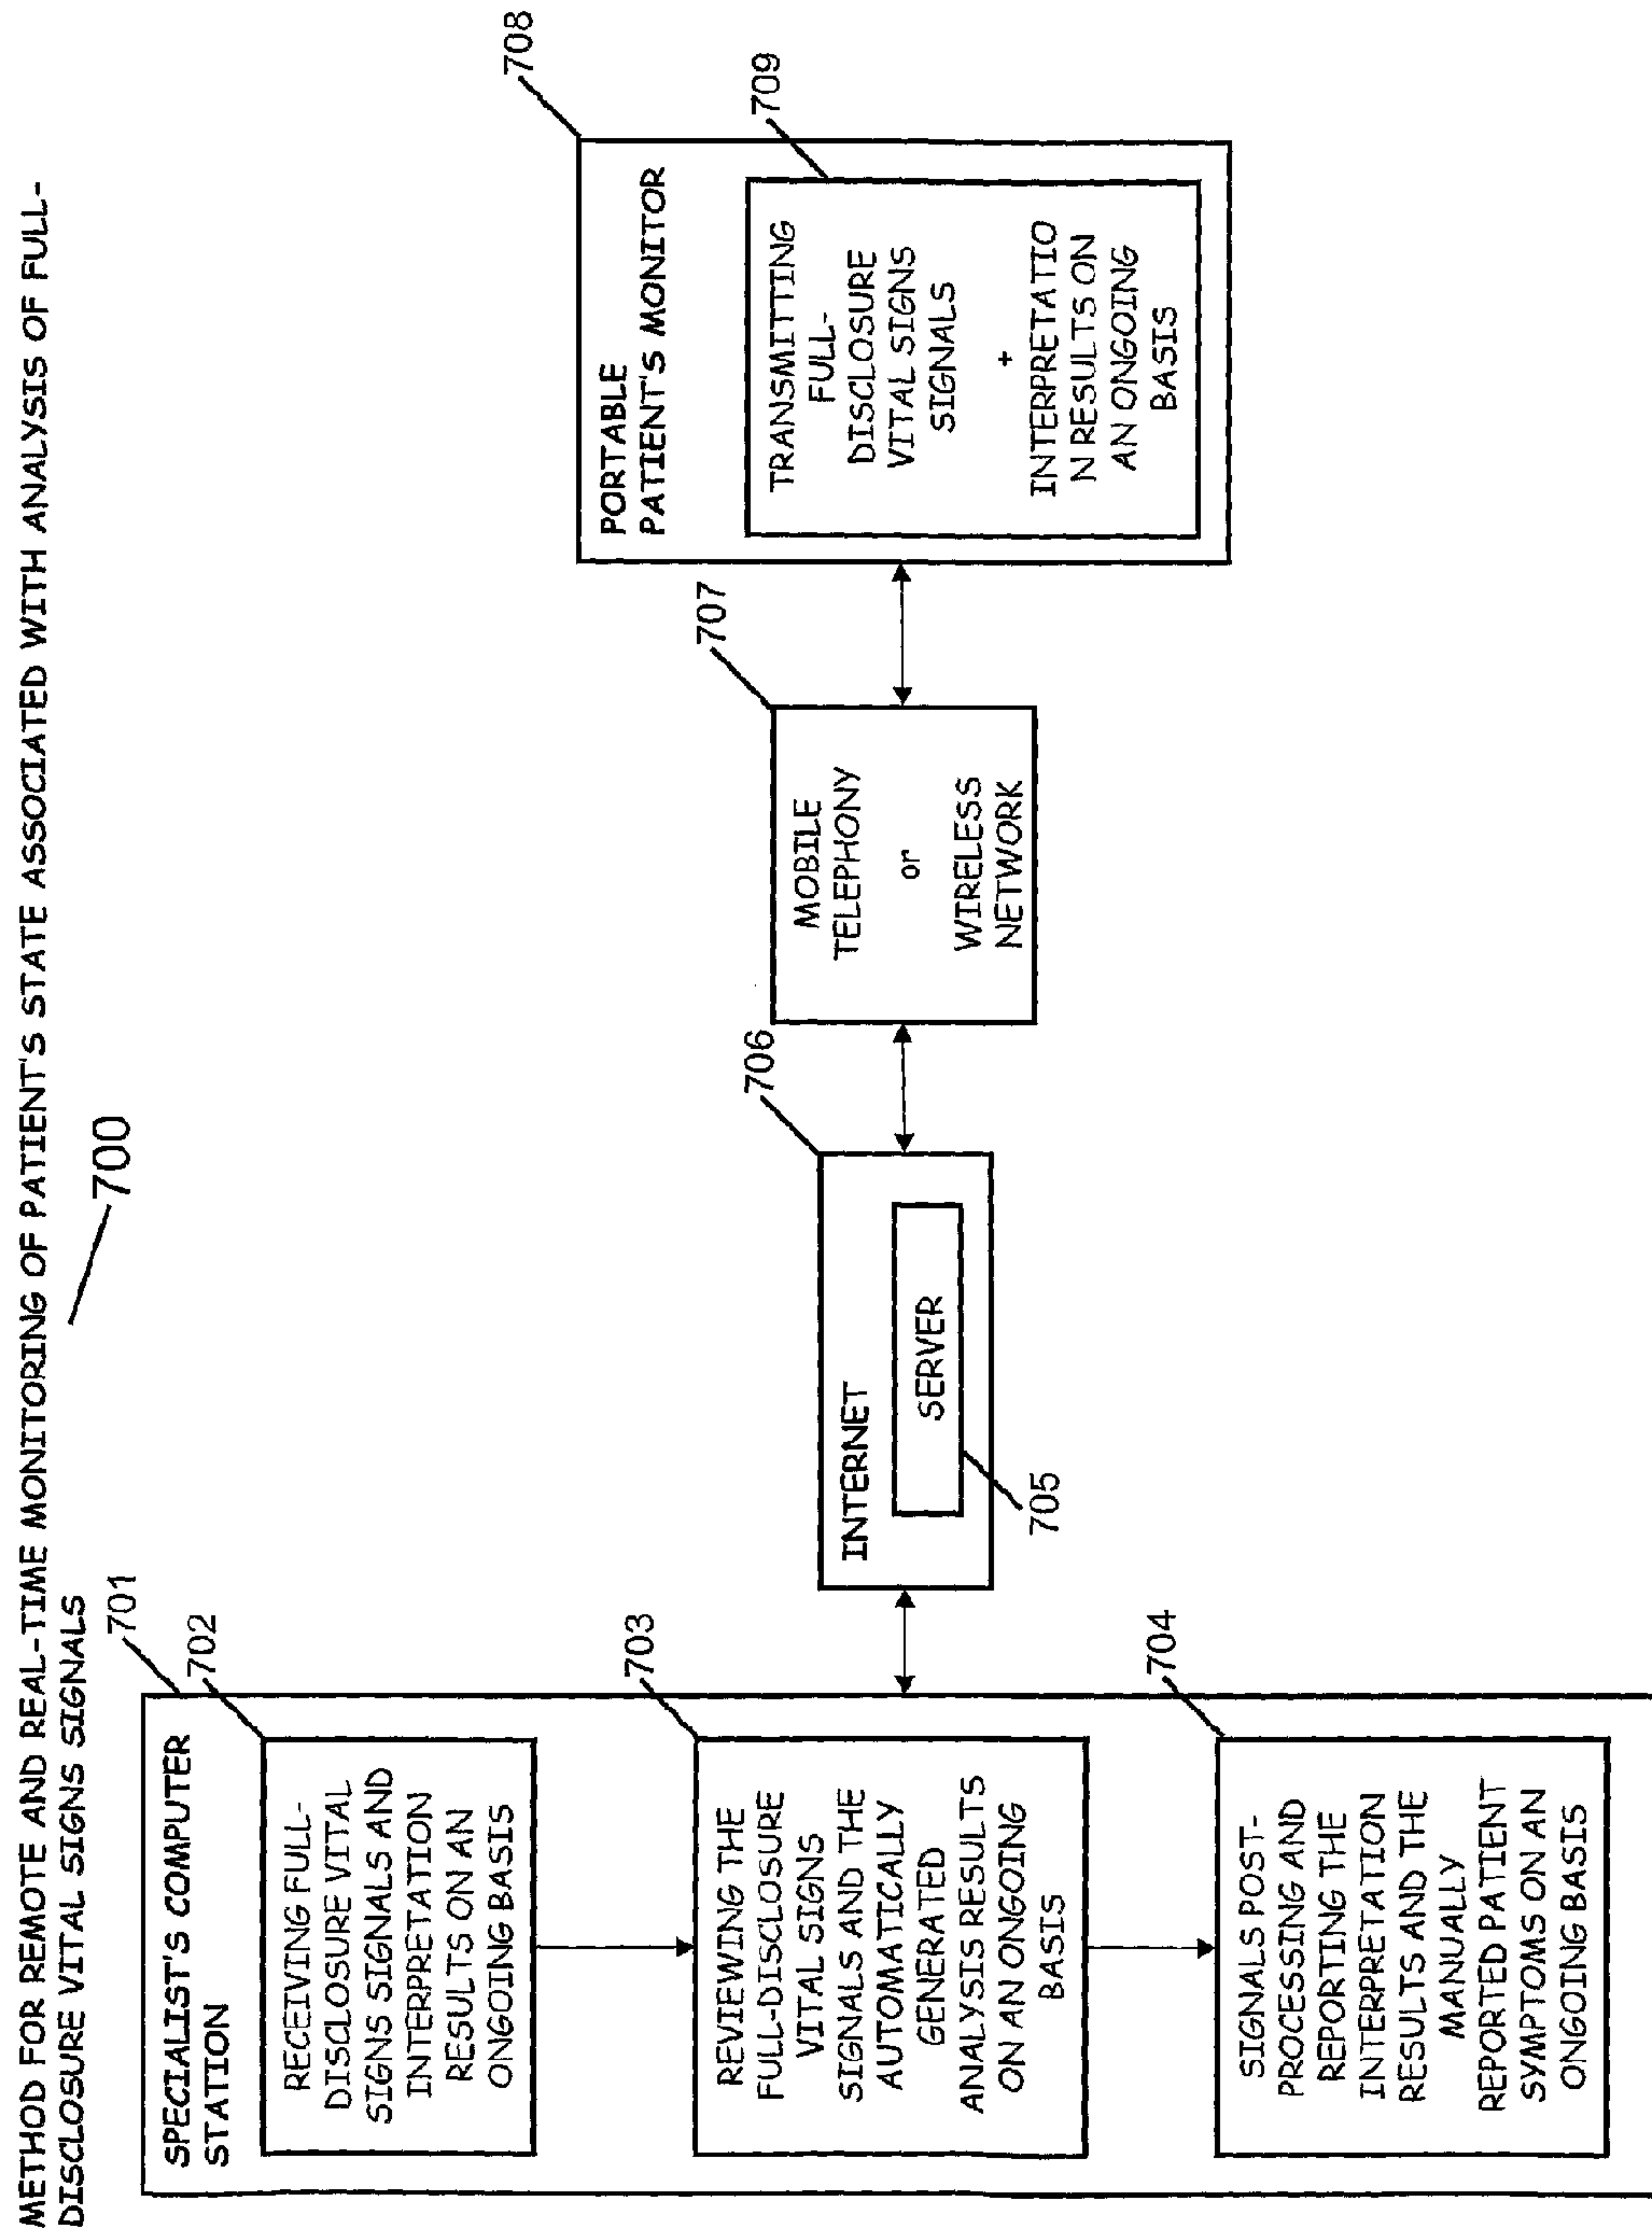 METHOD FOR REMOTE AND REAL-TIME MONITORING OF PATIENT'S STATE ASSOCIATED WITH ANALYSIS OF FULL-
DISCLOSURE VITAL SIGNS SIGNALS
700
701
SPECIALIST'S COMPUTER
STATION
702
RECEIVING FULL-
DISCLOSURE VITAL
SIGNS SIGNALS AND
INTERPRETATION
RESULTS ON AN
ONGOING BASIS
703
REVIEWING THE
FULL-DISCLOSURE
VITAL SIGNS
SIGNALS AND THE
AUTOMATICALLY
GENERATED
ANALYSIS RESULTS
ON AN ONGOING
BASIS
704
SIGNALS POST-
PROCESSING AND
REPORTING THE
INTERPRETATION
RESULTS AND THE
MANUALLY
REPORTED PATIENT
SYMPTOMS ON AN
ONGOING BASIS
706
INTERNET
SERVER
705
707
MOBILE
TELEPHONY
or
WIRELESS
NETWORK
708
PORTABLE
PATIENT'S MONITOR
709
TRANSMITTING
FULL-
DISCLOSURE
VITAL SIGNS
SIGNALS
+
INTERPRETATIO
N RESULTS ON
AN ONGOING
BASIS